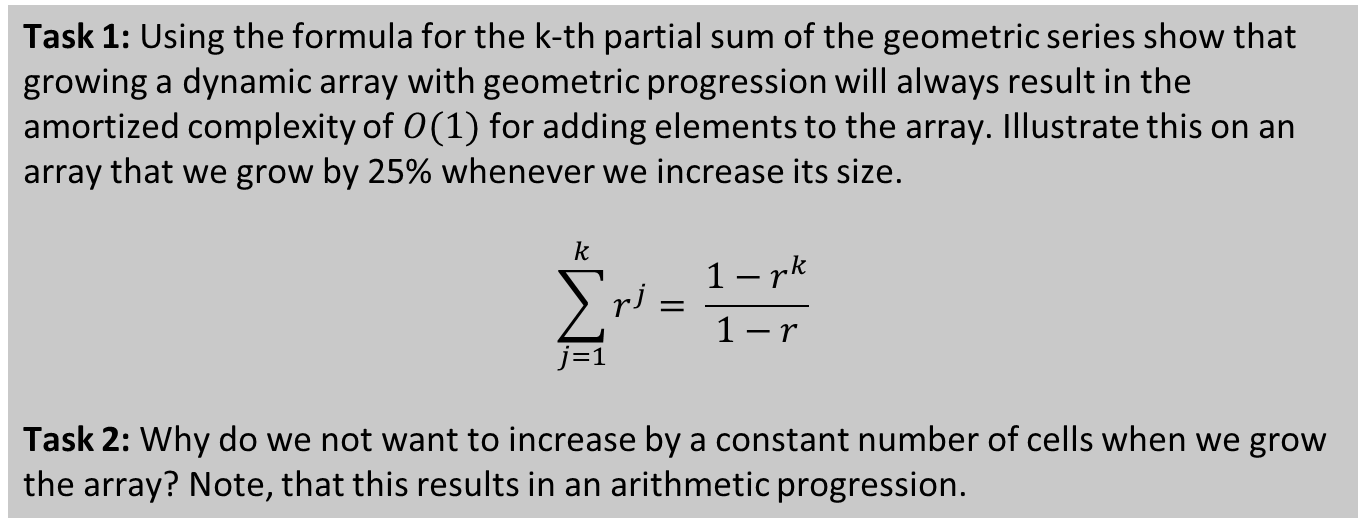 Task 1: Using the formula for the k-th partial sum of the geometric series show that
growing a dynamic array with geometric progression will always result in the
amortized complexity of O(1) for adding elements to the array. Illustrate this on an
array that we grow by 25% whenever we increase its size.
\sum_{j=1}^{k} r^j = \frac{1 - r^k}{1 - r}
Task 2: Why do we not want to increase by a constant number of cells when we grow
the array? Note, that this results in an arithmetic progression.